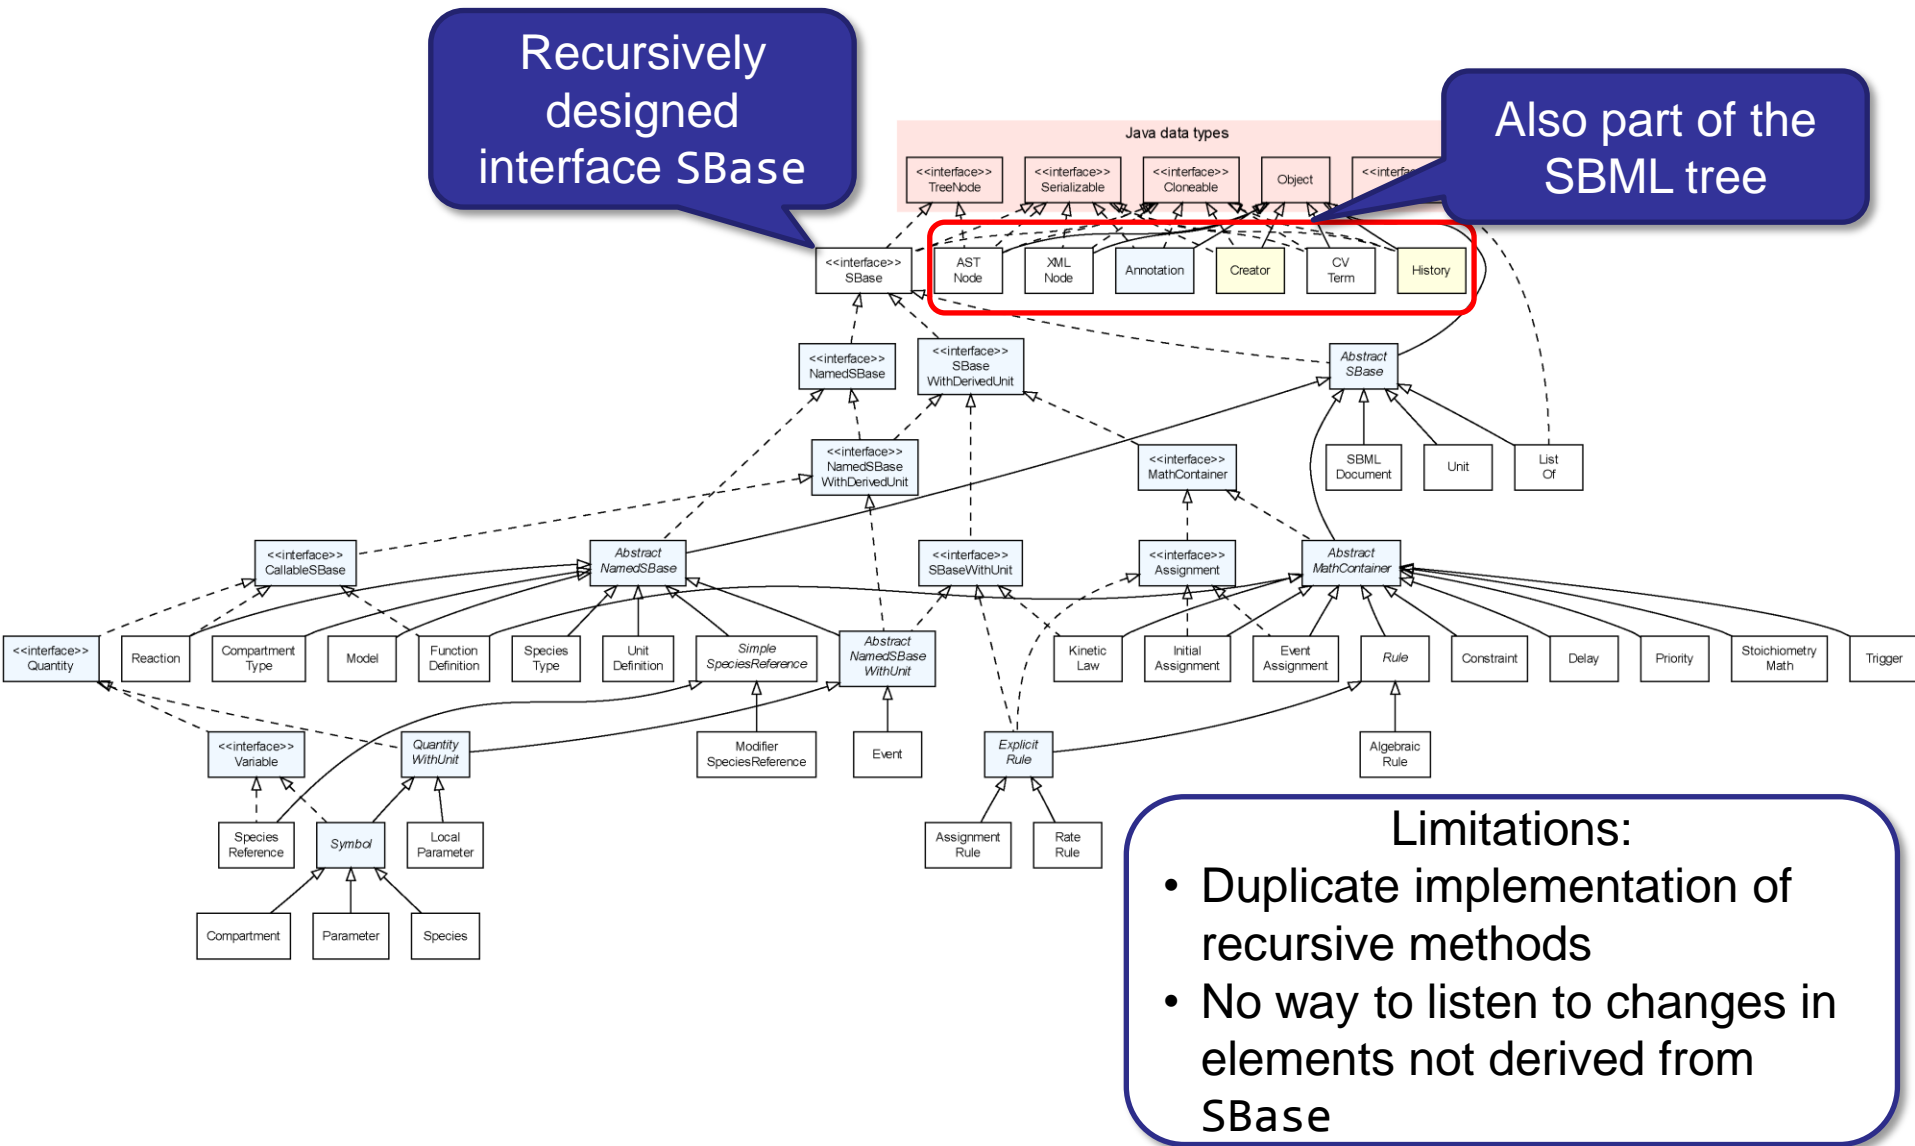 Recursively
designed
interface SBase
Also part of the
SBML tree
Java data types
<<interface>>
TreeNode
<<interface>>
Serializable
<<interface>>
Cloneable
Object
<<interfac
<<interface>>
SBase
AST
Node
XML
Node
Annotation
Creator
CV
Term
History
<<interface>>
NamedSBase
<<interface>>
SBase
WithDerivedUnit
Abstract
SBase
<<interface>>
NamedSBase
WithDerivedUnit
<<interface>>
MathContainer
SBML
Document
Unit
List
Of
<<interface>>
CallableSBase
Abstract
NamedSBase
<<interface>>
SBaseWithUnit
<<interface>>
Assignment
Abstract
MathContainer
<<interface>>
Quantity
Reaction
Compartment
Type
Model
Function
Definition
Species
Type
Unit
Definition
Simple
SpeciesReference
Abstract
NamedSBase
WithUnit
Kinetic
Law
Initial
Assignment
Event
Assignment
Rule
Constraint
Delay
Priority
Stoichiometry
Math
Trigger
<<interface>>
Variable
Quantity
WithUnit
Modifier
SpeciesReference
Event
Explicit
Rule
Algebraic
Rule
Species
Reference
Symbol
Local
Parameter
Assignment
Rule
Rate
Rule
Compartment
Parameter
Species
Limitations:
• Duplicate implementation of
recursive methods
• No way to listen to changes in
elements not derived from
SBase